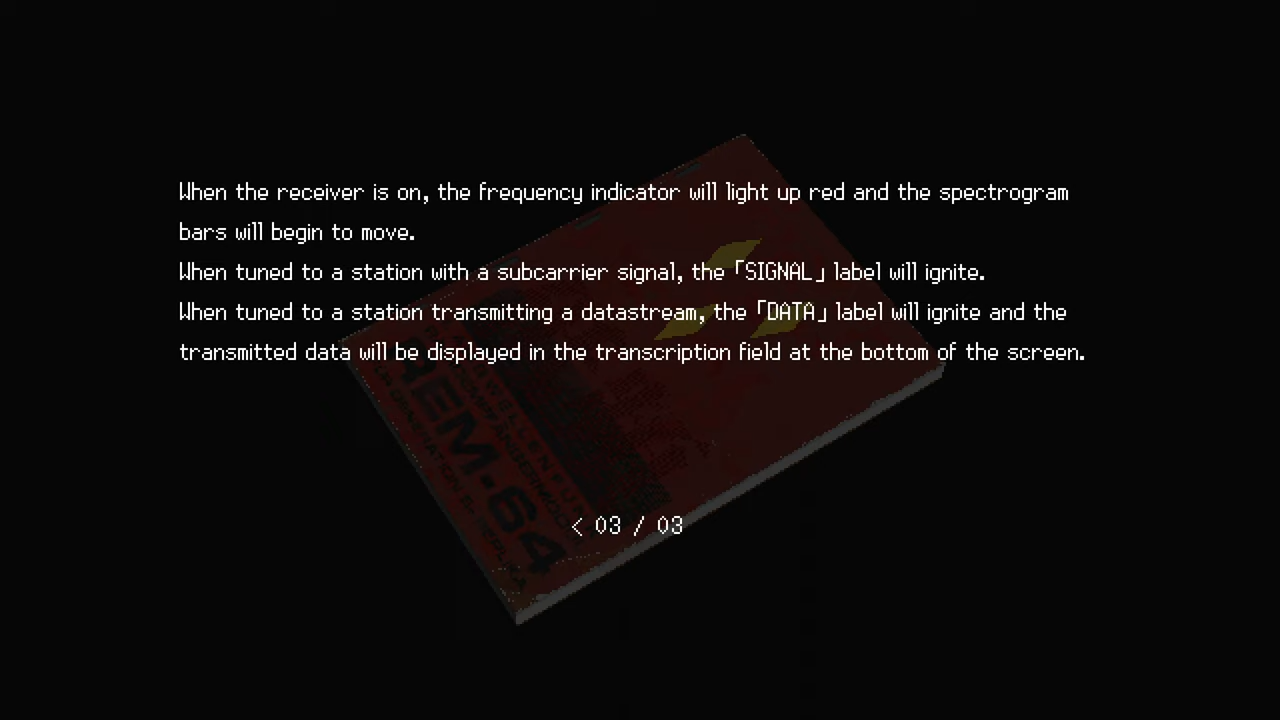 When the receiver is on, the frequency indicator will light up red and the spectrogram
bars will begin to move.
When tuned to a station with a subcarrier signal, the「SIGNAL」label will ignite.
When tuned to a station transmitting a datastream, the「DATA」label will ignite and the
transmitted data will be displayed in the transcription field at the bottom of the screen.
REM-64
< 03 / 03